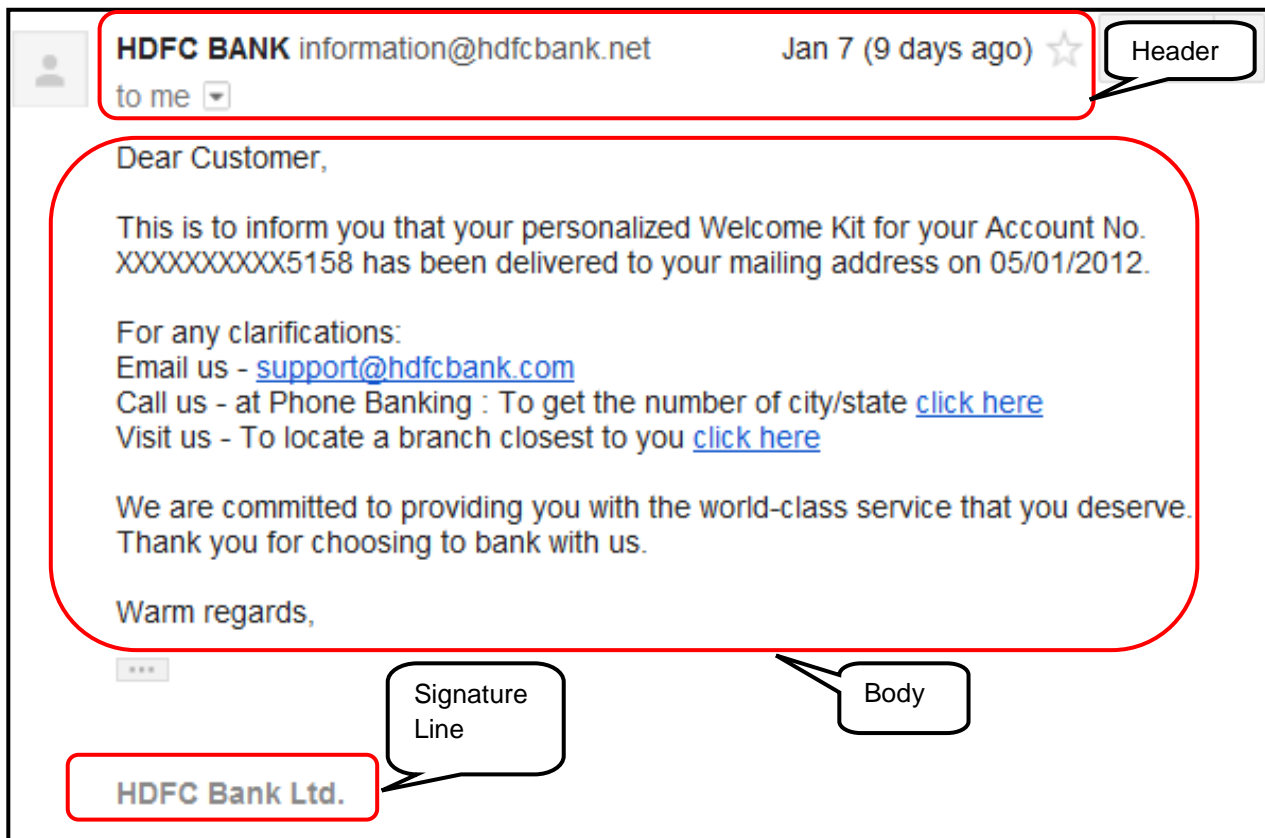 HDFC BANK information@hdfcbank.net Jan 7 (9 days ago)
Header
to me
Dear Customer,
This is to inform you that your personalized Welcome Kit for your Account No.
XXXXXXXXXX5158 has been delivered to your mailing address on 05/01/2012.
For any clarifications:
Email us - support@hdfcbank.com
Call us - at Phone Banking : To get the number of city/state click here
Visit us - To locate a branch closest to you click here
We are committed to providing you with the world-class service that you deserve.
Thank you for choosing to bank with us.
Warm regards,
Signature
Line
Body
HDFC Bank Ltd.